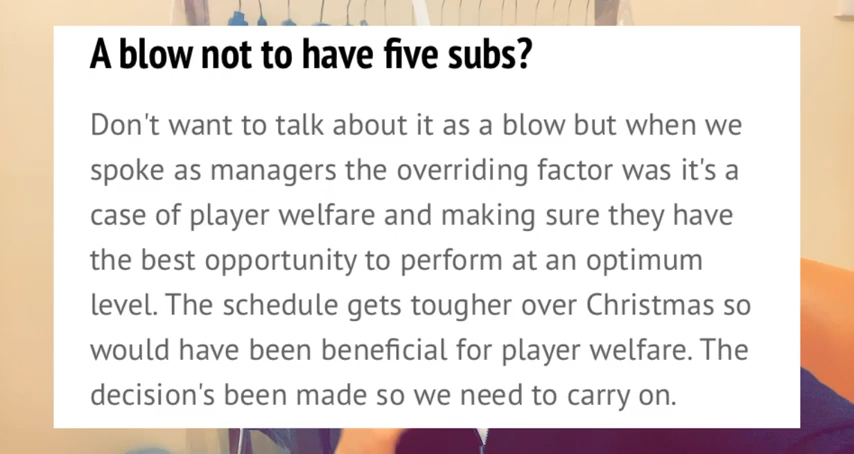 A blow not to have five subs?
Don't want to talk about it as a blow but when we
spoke as managers the overriding factor was it's a
case of player welfare and making sure they have
the best opportunity to perform at an optimum
level. The schedule gets tougher over Christmas so
would have been beneficial for player welfare. The
decision's been made so we need to carry on.